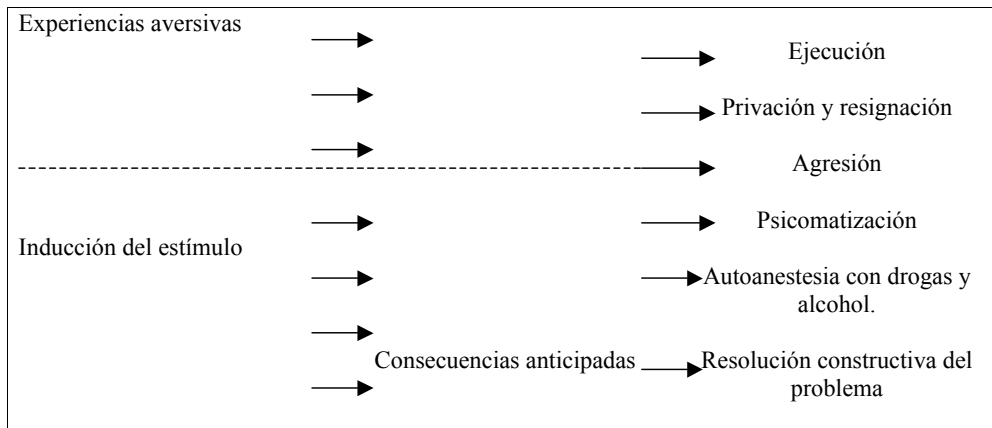 Experiencias aversivas
Ejecución
Privación y resignación
Agresión
Psicomatización
Inducción del estímulo
Autoanestesia con drogas y
alcohol.
Consecuencias anticipadas
Resolución constructiva del
problema